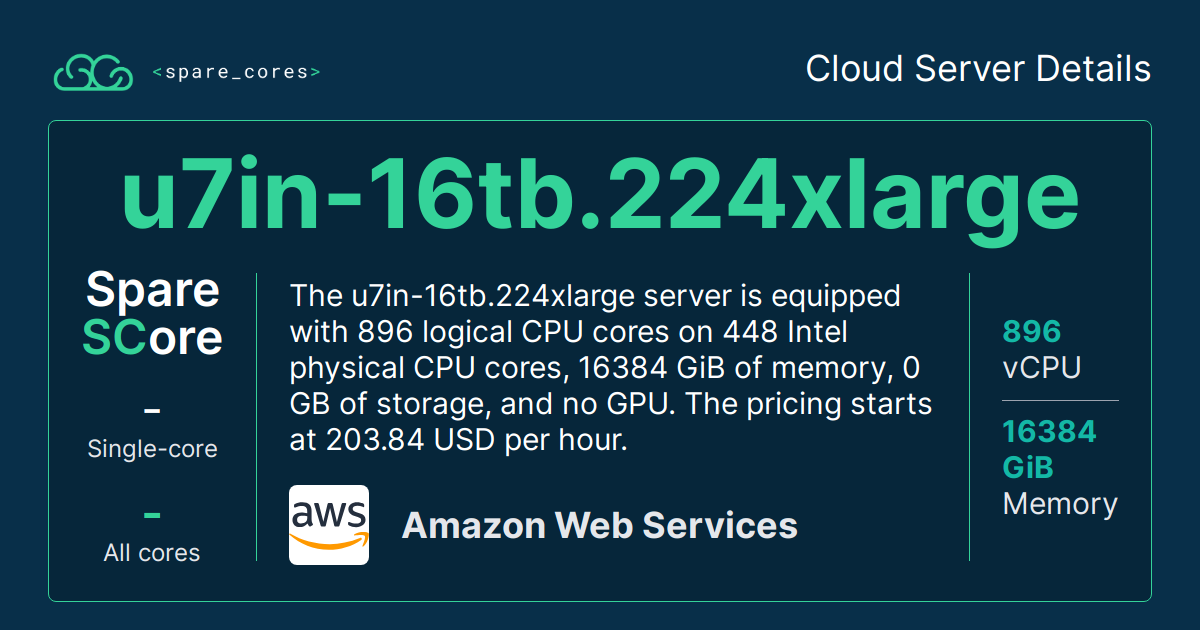 <spare_cores>
Cloud Server Details
u7in-16tb.224xlarge
Spare
SCore
–
Single-core
–
All cores
The u7in-16tb.224xlarge server is equipped
with 896 logical CPU cores on 448 Intel
physical CPU cores, 16384 GiB of memory, 0
GB of storage, and no GPU. The pricing starts
at 203.84 USD per hour.
aws
Amazon Web Services
896
vCPU
16384
GiB
Memory